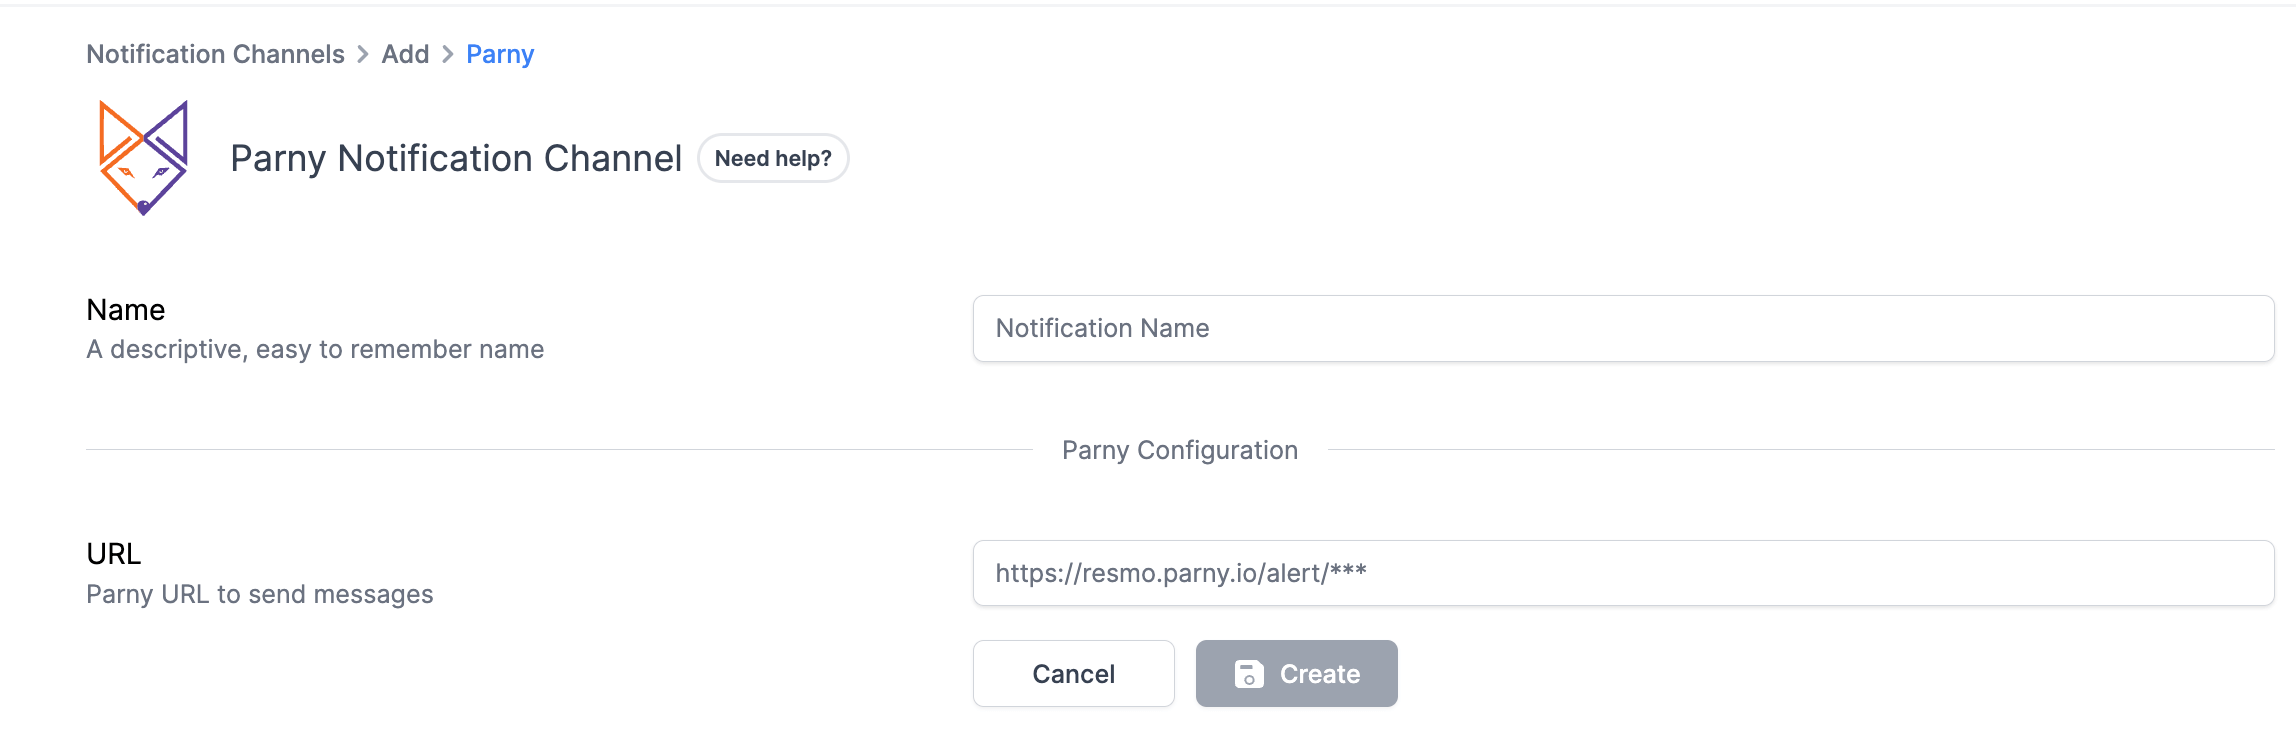 Notification Channels > Add > Parny
Parny Notification Channel Need help?
Name
A descriptive, easy to remember name
Notification Name
Parny Configuration
URL
Parny URL to send messages
https://resmo.parny.io/alert/***
Cancel Create